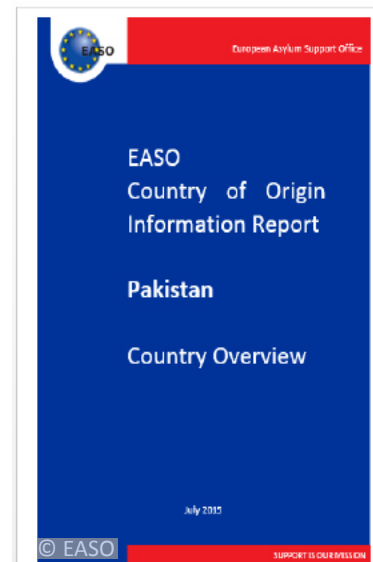 EASO
European Asylum Support Office
EASO
Country of Origin
Information Report
Pakistan
Country Overview
July 2015
© EASO
SUPPORT IS OUR MISSION